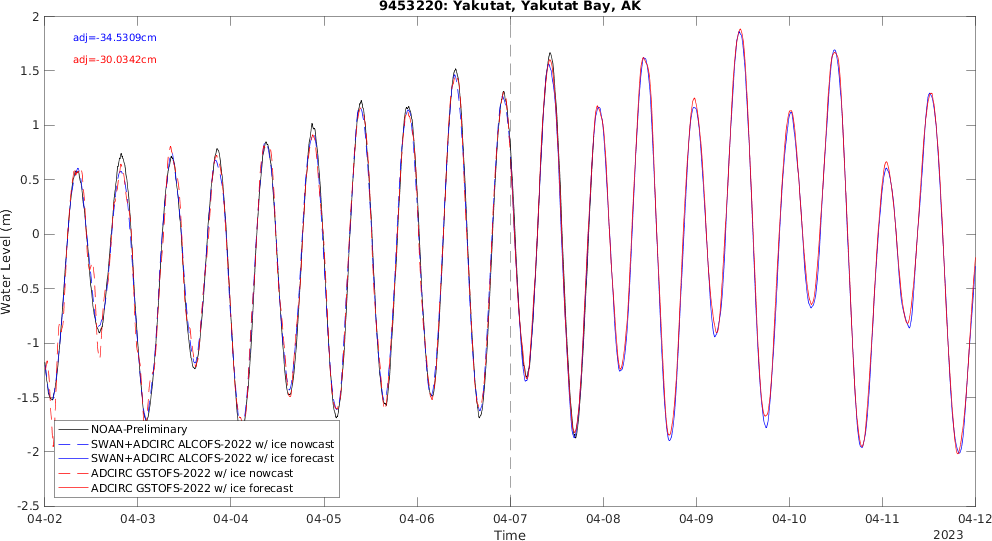 9453220: Yakutat, Yakutat Bay, AK
adj=-34.5309cm
adj=-30.0342cm
2
1.5
1
0.5
0
-0.5
-1
-1.5
-2
-2.5
Water Level (m)
NOAA-Preliminary
SWAN+ADCIRC ALCOFS-2022 w/ ice nowcast
SWAN+ADCIRC ALCOFS-2022 w/ ice forecast
ADCIRC GSTOFS-2022 w/ ice nowcast
ADCIRC GSTOFS-2022 w/ ice forecast
04-02 04-03 04-04 04-05 04-06 04-07 04-08 04-09 04-10 04-11 04-12
Time
2023